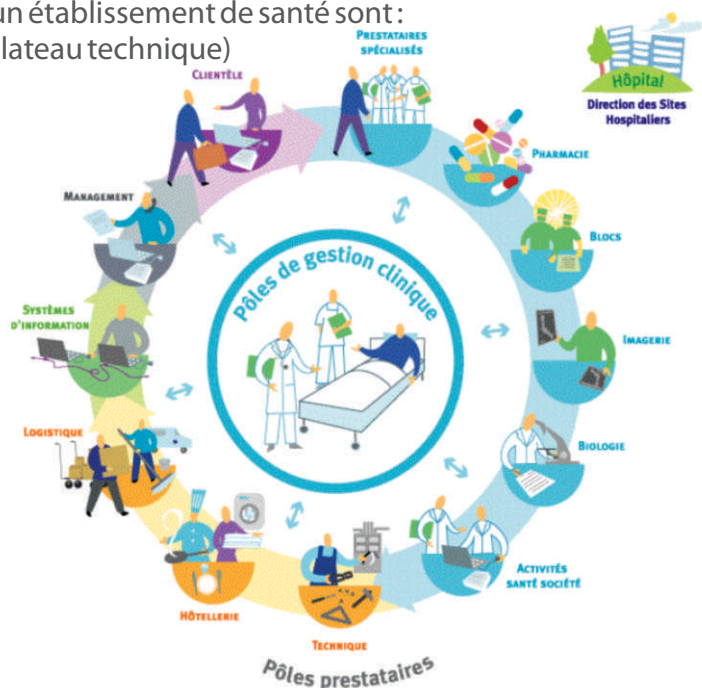 un établissement de santé sont :
lateau technique)
PRESTATAIRES
SPÉCIALISÉS
CLIENTÈLE
Hôpital
Direction des Sites
Hospitaliers
PHARMACIE
MANAGEMENT
BLOCS
Pôles de gestion clinique
SYSTÈMES
D'INFORMATION
IMAGERIE
LOGISTIQUE
BIOLOGIE
ACTIVITÉS
SANTÉ SOCIÉTÉ
HÔTELLERIE
TECHNIQUE
Pôles prestataires